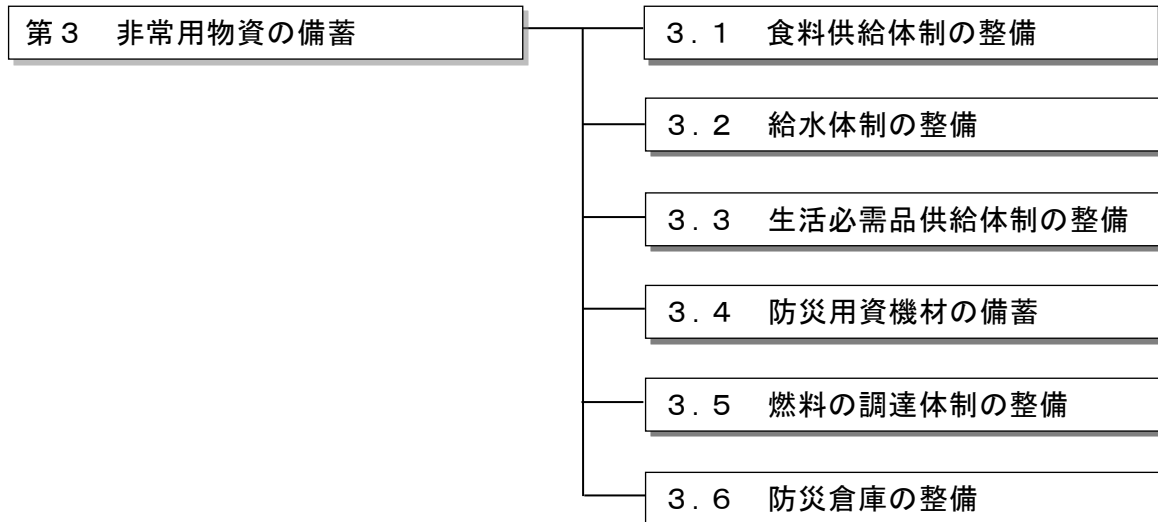 第３　非常用物資の備蓄
３.１　食料供給体制の整備
３.２　給水体制の整備
３.３　生活必需品供給体制の整備
３.４　防災用資機材の備蓄
３.５　燃料の調達体制の整備
３.６　防災倉庫の整備